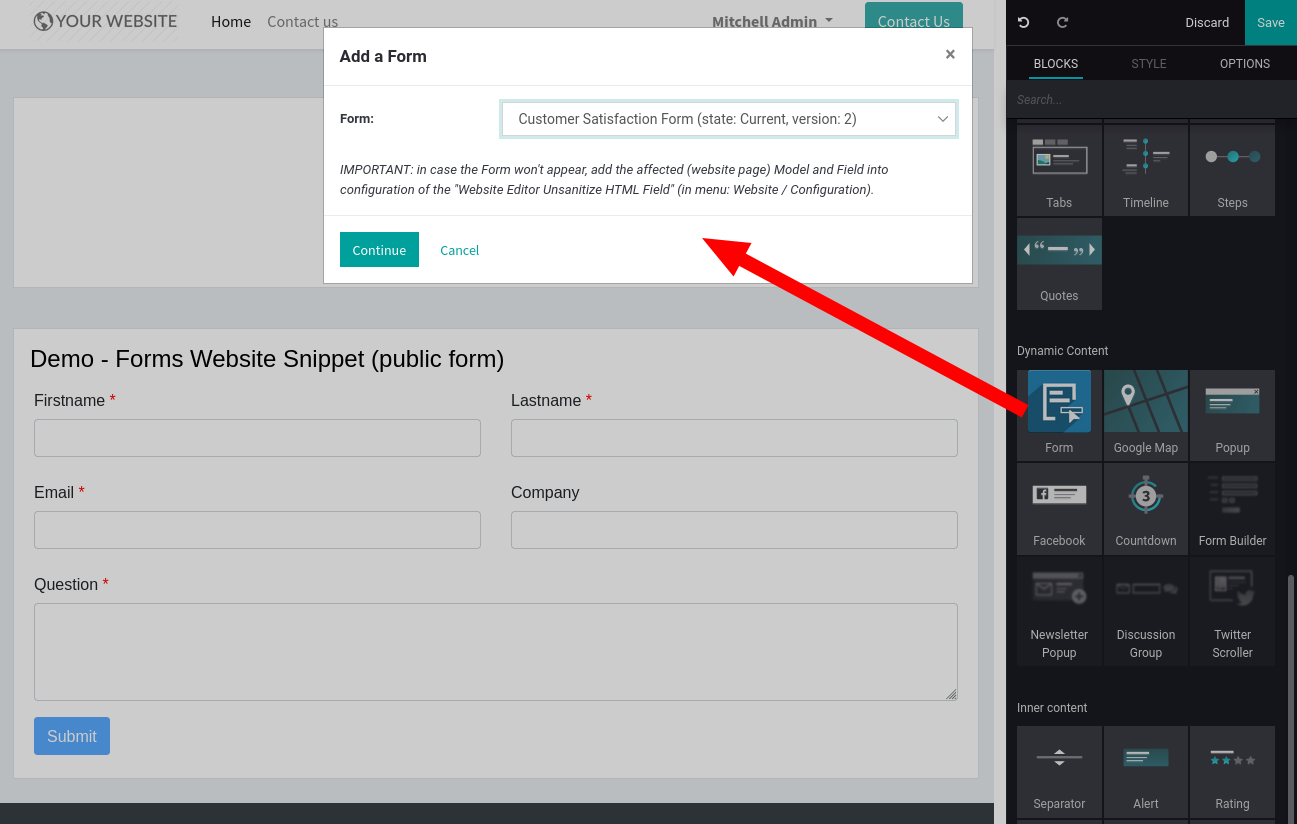 YOUR WEBSITE
Home
Contact us
Mitchell Admin
Contact Us
Discard
Save
BLOCKS
STYLE
OPTIONS
Search...
Add a Form
×
Form:
Customer Satisfaction Form (state: Current, version: 2)
IMPORTANT: in case the Form won't appear, add the affected (website page) Model and Field into
configuration of the "Website Editor Unsanitize HTML Field" (in menu: Website / Configuration).
Continue
Cancel
Demo - Forms Website Snippet (public form)
Firstname *
Lastname *
Email *
Company
Question *
Submit
Tabs
Timeline
Steps
Quotes
Dynamic Content
Form
Google Map
Popup
3
Facebook
Countdown
Form Builder
Newsletter
Popup
Discussion
Group
Twitter
Scroller
Inner content
Separator
Alert
Rating